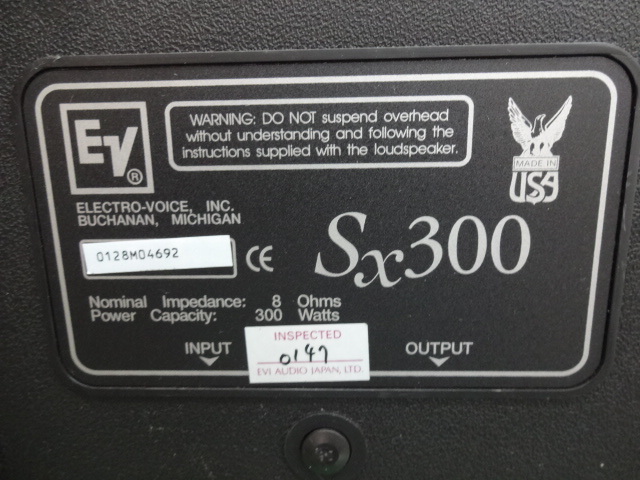 EV®
WARNING: DO NOT suspend overhead
without understanding and following the
instructions supplied with the loudspeaker.
MADE IN
USA
ELECTRO-VOICE, INC.
BUCHANAN, MICHIGAN
0128M04692
CE
Sx300
Nominal Impedance: 8 Ohms
Power Capacity: 300 Watts
INPUT
INSPECTED
0147
EVI AUDIO JAPAN, LTD.
OUTPUT